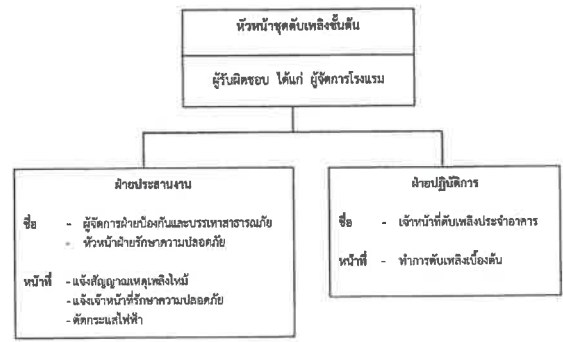 หัวหน้าชุดดับเพลิงขั้นต้น
ผู้รับผิดชอบ ได้แก่ ผู้จัดการโรงแรม
ฝ่ายประสานงาน
ชื่อ - ผู้จัดการฝ่ายป้องกันและบรรเทาสาธารณภัย
- หัวหน้าฝ่ายรักษาความปลอดภัย
หน้าที่ - แจ้งสัญญาณเหตุเพลิงไหม้
- แจ้งเจ้าหน้าที่รักษาความปลอดภัย
- ตัดกระแสไฟฟ้า
ฝ่ายปฏิบัติการ
ชื่อ - เจ้าหน้าที่ดับเพลิงประจำอาคาร
หน้าที่ - ทำการดับเพลิงเบื้องต้น